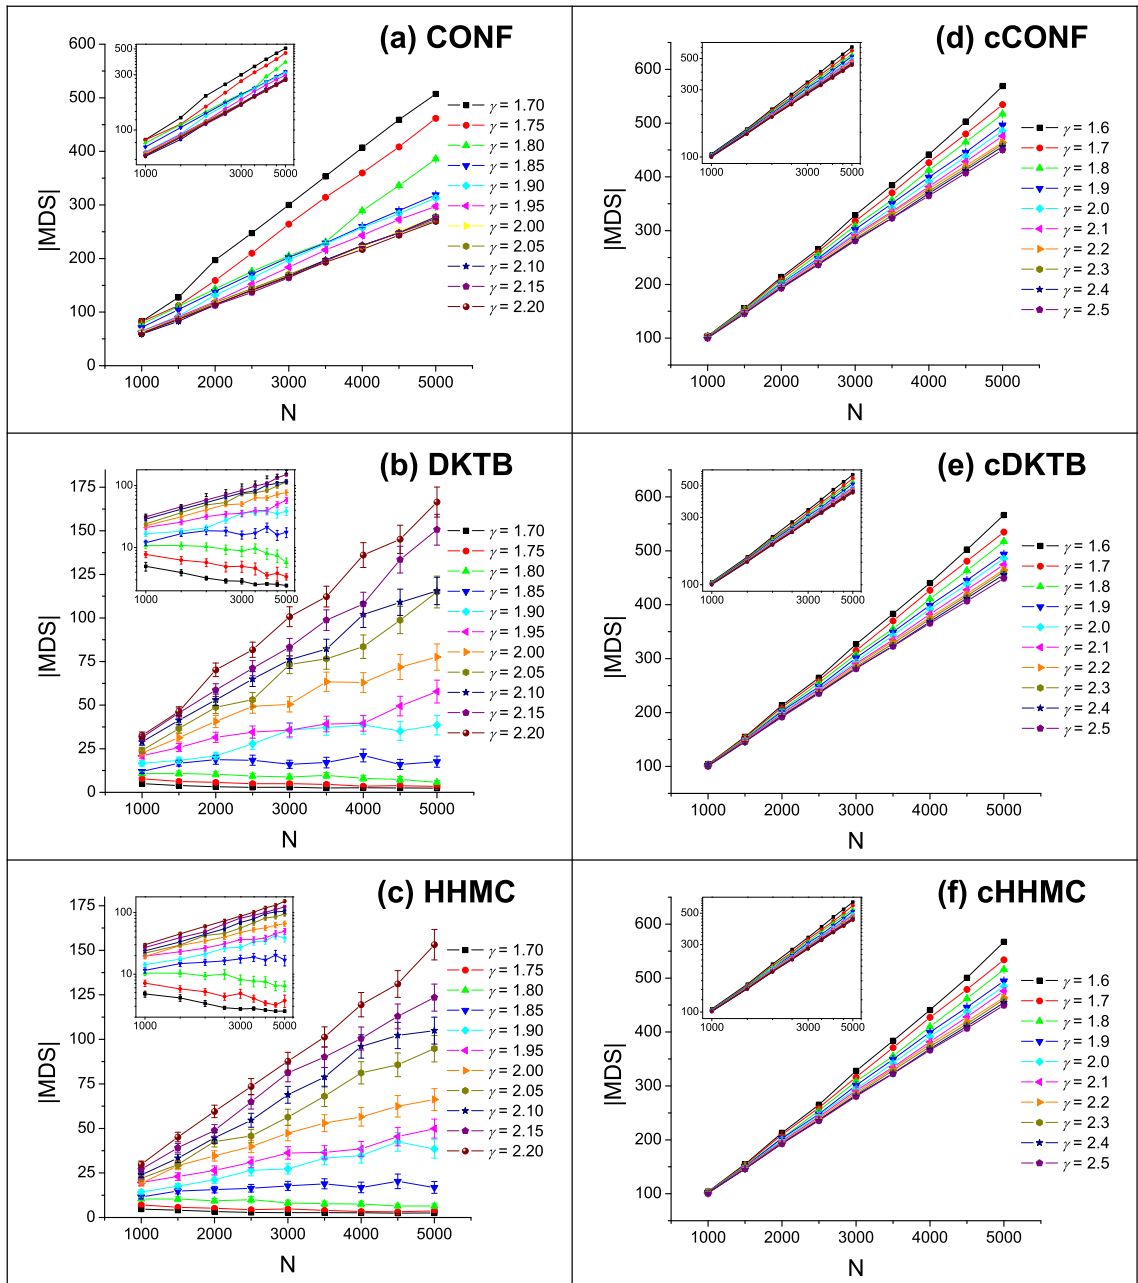 (a) CONF
|MDS|
600
500
400
300
200
100
0
1000
2000
3000
4000
5000
N
500
300
100
1000
3000
5000
γ = 1.70
γ = 1.75
γ = 1.80
γ = 1.85
γ = 1.90
γ = 1.95
γ = 2.00
γ = 2.05
γ = 2.10
γ = 2.15
γ = 2.20
(d) cCONF
|MDS|
600
500
400
300
200
100
1000
2000
3000
4000
5000
N
500
300
100
1000
3000
5000
γ = 1.6
γ = 1.7
γ = 1.8
γ = 1.9
γ = 2.0
γ = 2.1
γ = 2.2
γ = 2.3
γ = 2.4
γ = 2.5
(b) DKTB
|MDS|
175
150
125
100
75
50
25
0
1000
2000
3000
4000
5000
N
100
10
1000
3000
5000
γ = 1.70
γ = 1.75
γ = 1.80
γ = 1.85
γ = 1.90
γ = 1.95
γ = 2.00
γ = 2.05
γ = 2.10
γ = 2.15
γ = 2.20
(e) cDKTB
|MDS|
600
500
400
300
200
100
1000
2000
3000
4000
5000
N
500
300
100
1000
3000
5000
γ = 1.6
γ = 1.7
γ = 1.8
γ = 1.9
γ = 2.0
γ = 2.1
γ = 2.2
γ = 2.3
γ = 2.4
γ = 2.5
(c) HHMC
|MDS|
175
150
125
100
75
50
25
0
1000
2000
3000
4000
5000
N
100
10
1000
3000
5000
γ = 1.70
γ = 1.75
γ = 1.80
γ = 1.85
γ = 1.90
γ = 1.95
γ = 2.00
γ = 2.05
γ = 2.10
γ = 2.15
γ = 2.20
(f) cHHMC
|MDS|
600
500
400
300
200
100
1000
2000
3000
4000
5000
N
500
300
100
1000
3000
5000
γ = 1.6
γ = 1.7
γ = 1.8
γ = 1.9
γ = 2.0
γ = 2.1
γ = 2.2
γ = 2.3
γ = 2.4
γ = 2.5